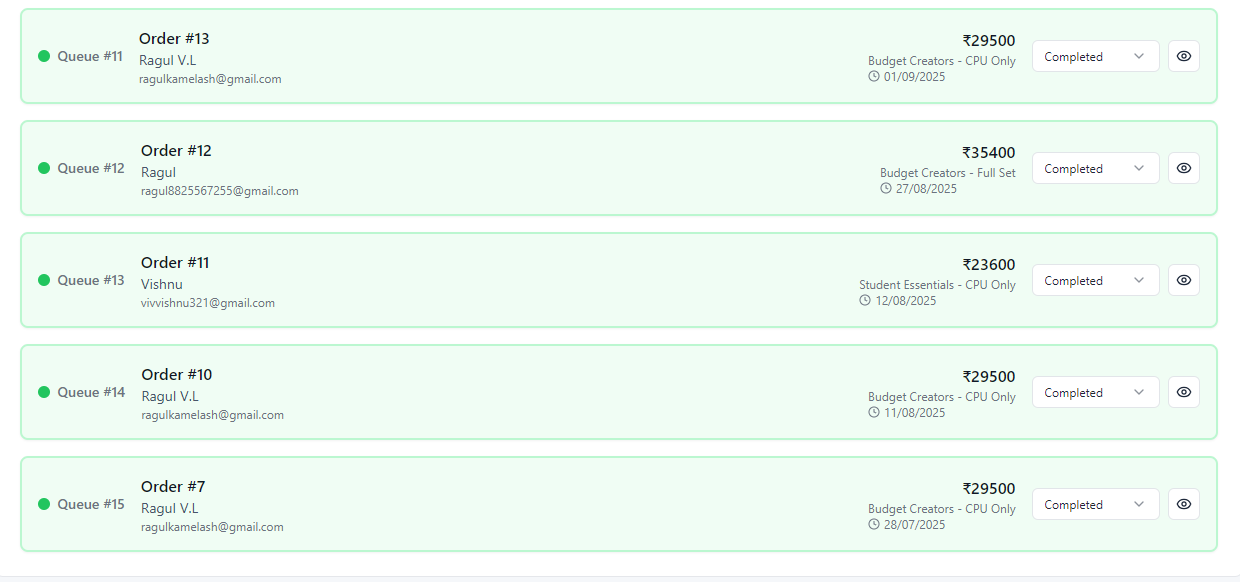 Queue #11
Order #13
Ragul V.L
ragulkamelash@gmail.com
₹29500
Budget Creators - CPU Only
01/09/2025
Completed
Queue #12
Order #12
Ragul
ragul8825567255@gmail.com
₹35400
Budget Creators - Full Set
27/08/2025
Completed
Queue #13
Order #11
Vishnu
vivvishnu321@gmail.com
₹23600
Student Essentials - CPU Only
12/08/2025
Completed
Queue #14
Order #10
Ragul V.L
ragulkamelash@gmail.com
₹29500
Budget Creators - CPU Only
11/08/2025
Completed
Queue #15
Order #7
Ragul V.L
ragulkamelash@gmail.com
₹29500
Budget Creators - CPU Only
28/07/2025
Completed